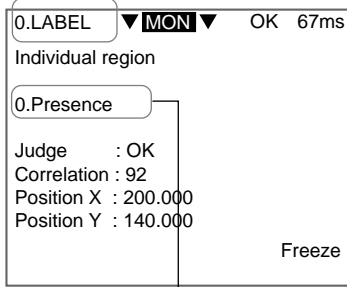 0.LABEL ▼ MON ▼ OK 67ms
Individual region
0.Presence
Judge : OK
Correlation : 92
Position X : 200.000
Position Y : 140.000
Freeze